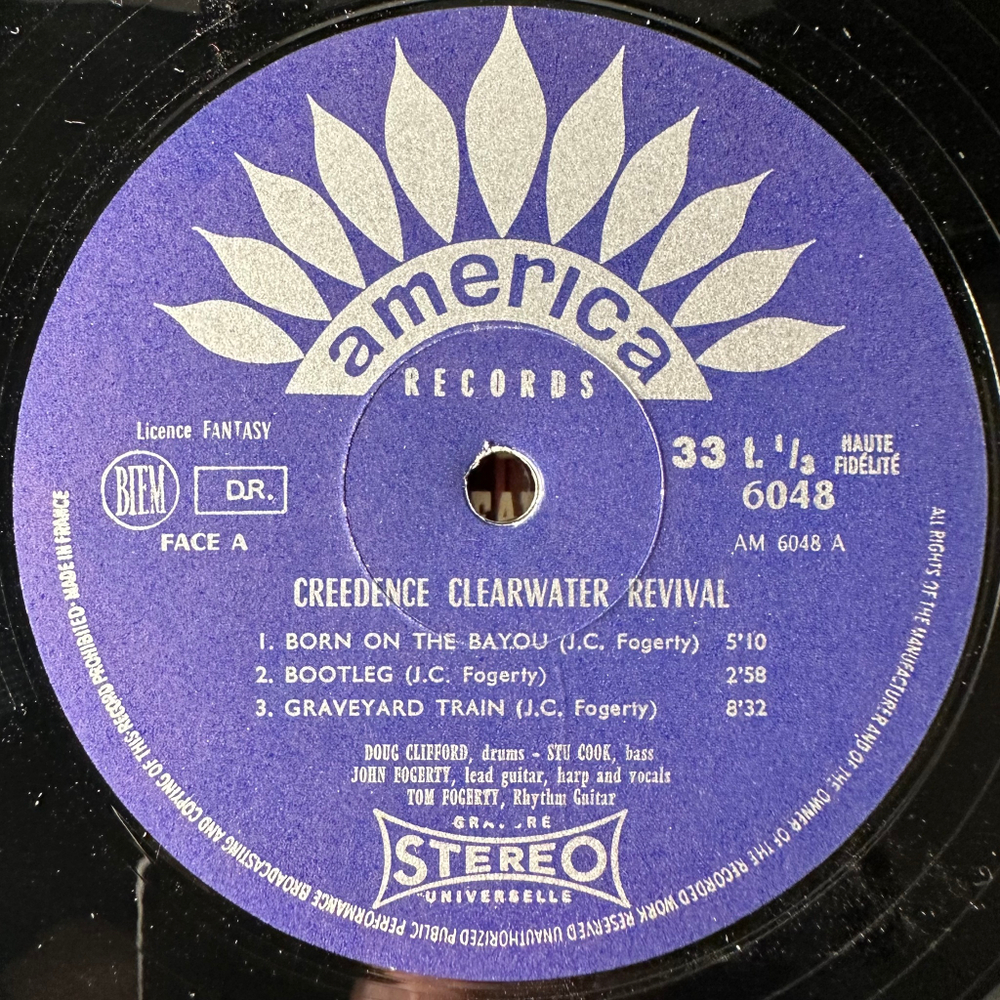 america
RECORDS
Licence FANTASY
BIEM D.R.
FACE A
33 t. 1/3 HAUTE FIDÉLITÉ
6048
AM 6048 A
CREEDENCE CLEARWATER REVIVAL
1. BORN ON THE BAYOU (J.C. Fogerty) 5'10
2. BOOTLEG (J.C. Fogerty) 2'58
3. GRAVEYARD TRAIN (J.C. Fogerty) 8'32
DOUG CLIFFORD, drums - STU COOK, bass
JOHN FOGERTY, lead guitar, harp and vocals
TOM FOGERTY, Rhythm Guitar
STEREO
UNIVERSELLE
ALL RIGHTS OF THE MANUFACTURER AND OF THE OWNER OF THE RECORDED WORK RESERVED UNAUTHORIZED PUBLIC PERFORMANCE BROADCASTING AND COPYING OF THIS RECORD PROHIBITED · MADE IN FRANCE